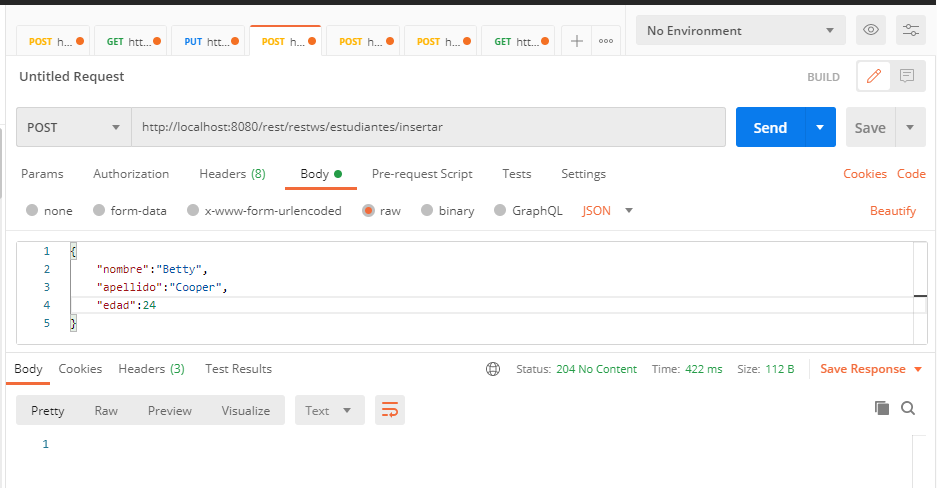 POST h... GET htt... PUT htt... POST h... POST h... POST h... GET htt... + ooo No Environment
Untitled Request BUILD
POST http://localhost:8080/rest/restws/estudiantes/insertar Send Save
Params Authorization Headers (8) Body Pre-request Script Tests Settings Cookies Code
none form-data x-www-form-urlencoded raw binary GraphQL JSON Beautify
1 {
2 "nombre":"Betty",
3 "apellido":"Cooper",
4 "edad":24
5 }
Body Cookies Headers (3) Test Results Status: 204 No Content Time: 422 ms Size: 112 B Save Response
Pretty Raw Preview Visualize Text
1